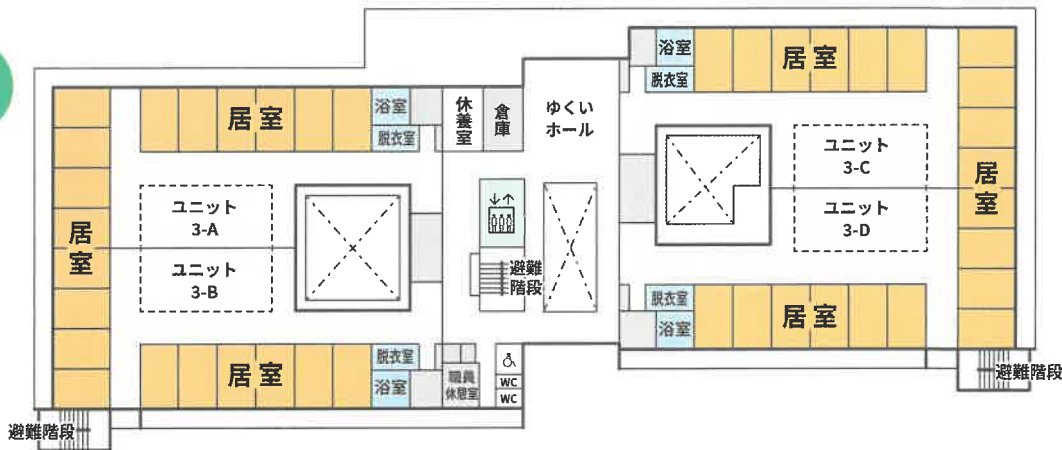 浴室
居室
脱衣室
居室
浴室
脱衣室
休養室
倉庫
ゆくい
ホール
ユニット
3-A
ユニット
3-B
居室
ユニット
3-C
ユニット
3-D
居室
避難
階段
脱衣室
浴室
居室
居室
脱衣室
浴室
職員
休憩室
WC
WC
避難階段
避難階段